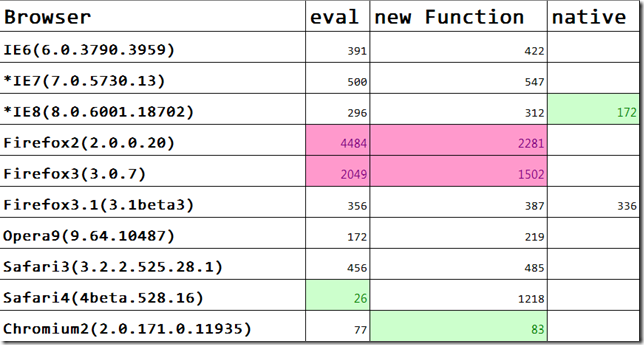 Browser eval new Function native
IE6(6.0.3790.3959) 391 422
*IE7(7.0.5730.13) 500 547
*IE8(8.0.6001.18702) 296 312 172
Firefox2(2.0.0.20) 4484 2281
Firefox3(3.0.7) 2049 1502
Firefox3.1(3.1beta3) 356 387 336
Opera9(9.64.10487) 172 219
Safari3(3.2.2.525.28.1) 456 485
Safari4(4beta.528.16) 26 1218
Chromium2(2.0.171.0.11935) 77 83